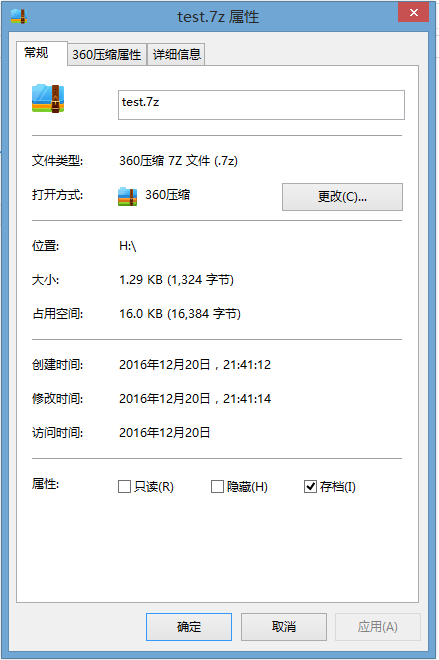 test.7z 属性
常规 360压缩属性 详细信息
test.7z
文件类型: 360压缩 7Z 文件 (.7z)
打开方式: 360压缩 更改(C)...
位置: H:\
大小: 1.29 KB (1,324 字节)
占用空间: 16.0 KB (16,384 字节)
创建时间: 2016年12月20日，21:41:12
修改时间: 2016年12月20日，21:41:14
访问时间: 2016年12月20日
属性: 只读(R) 隐藏(H) 存档(I)
确定 取消 应用(A)